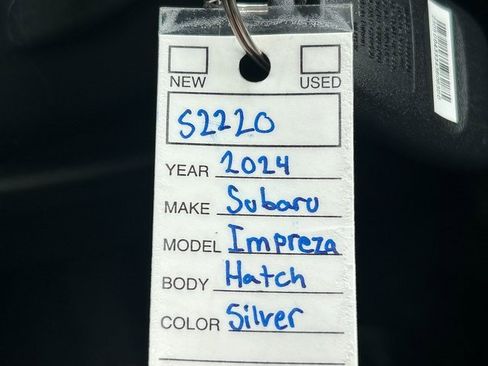 NEW USED
S2220
YEAR 2024
MAKE Subaru
MODEL Impreza
BODY Hatch
COLOR Silver